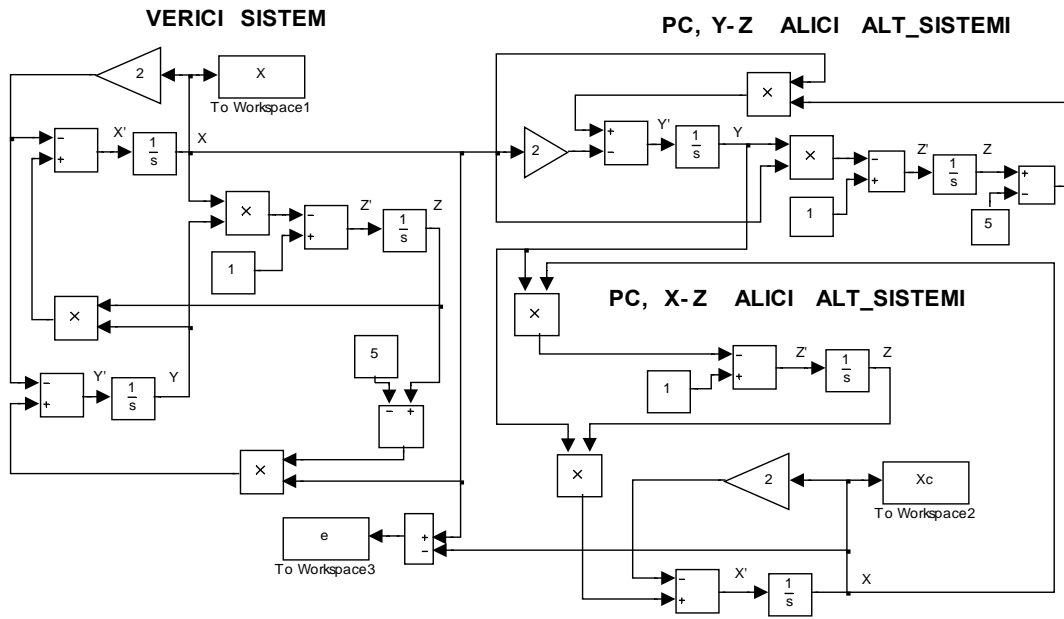 VERICI SISTEM
PC, Y-Z ALICI ALT_SISTEMI
2
X
To Workspace1
×
−
+
X'
1
s
X
2
+
−
Y'
1
s
Y
×
−
+
Z'
1
s
Z
+
−
1
5
×
−
+
Z'
1
s
Z
1
PC, X-Z ALICI ALT_SISTEMI
×
×
−
+
Z'
1
s
Z
1
5
− +
−
+
Y'
1
s
Y
×
×
2
Xc
To Workspace2
e
To Workspace3
+
−
−
+
X'
1
s
X